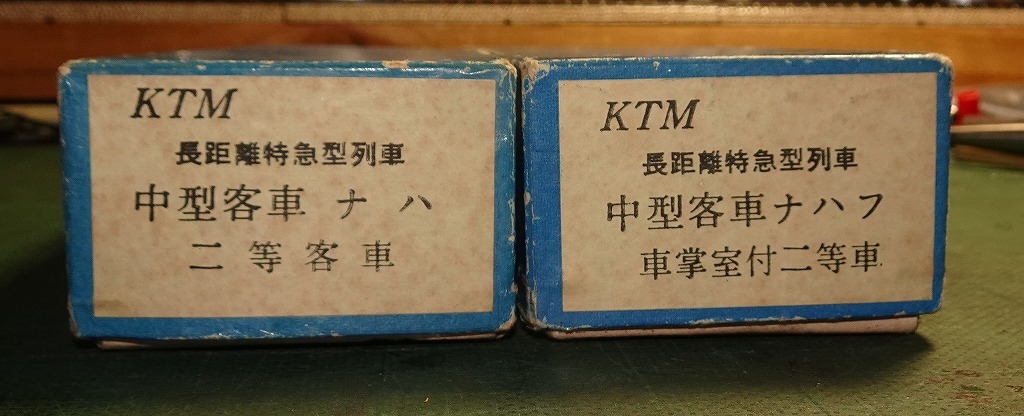 KTM
長距離特急型列車
中型客車 ナハ
二等客車
KTM
長距離特急型列車
中型客車ナハフ
車掌室付二等車